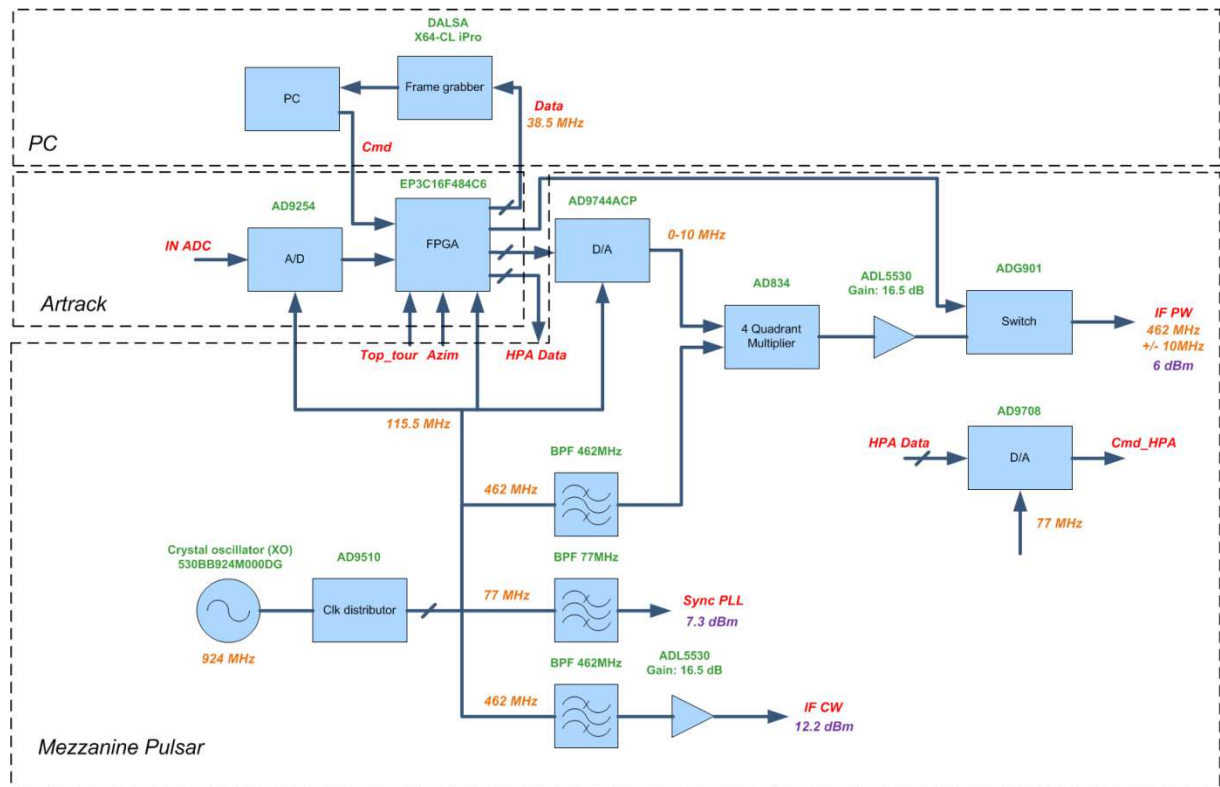 DALSA
X64-CL iPro
PC
Frame grabber
Data
38.5 MHz
Cmd
PC
EP3C16F484C6
AD9254
AD9744ACP
IN ADC
A/D
FPGA
D/A
0-10 MHz
Artrack
Top_tour
Azim
HPA Data
115.5 MHz
AD834
4 Quadrant
Multiplier
ADL5530
Gain: 16.5 dB
ADG901
Switch
IF PW
462 MHz
+/- 10MHz
6 dBm
AD9708
HPA Data
D/A
Cmd_HPA
77 MHz
BPF 462MHz
462 MHz
Crystal oscillator (XO)
530BB924M000DG
924 MHz
AD9510
Clk distributor
BPF 77MHz
77 MHz
Sync PLL
7.3 dBm
BPF 462MHz
462 MHz
ADL5530
Gain: 16.5 dB
IF CW
12.2 dBm
Mezzanine Pulsar